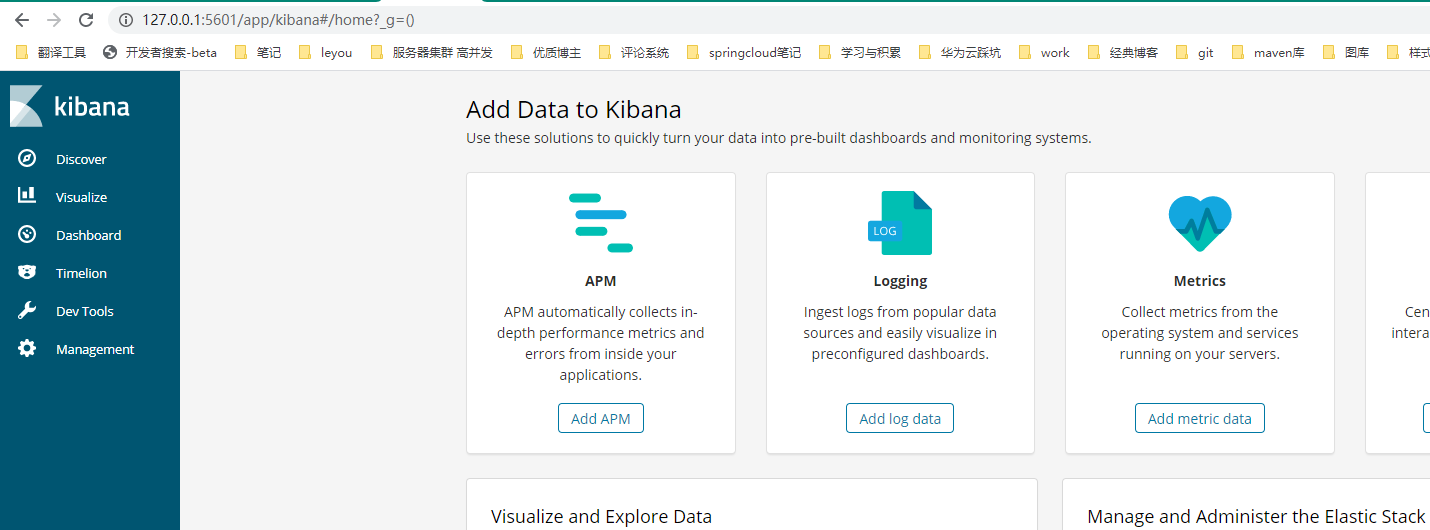 127.0.0.1:5601/app/kibana#/home?_g=()
翻译工具 开发者搜索-beta 笔记 leyou 服务器集群 高并发 优质博主 评论系统 springcloud笔记 学习与积累 华为云踩坑 work 经典博客 git maven库 图库 样式
kibana
Discover
Visualize
Dashboard
Timelion
Dev Tools
Management
Add Data to Kibana
Use these solutions to quickly turn your data into pre-built dashboards and monitoring systems.
APM
APM automatically collects in-
depth performance metrics and
errors from inside your
applications.
Add APM
LOG
Logging
Ingest logs from popular data
sources and easily visualize in
preconfigured dashboards.
Add log data
Metrics
Collect metrics from the
operating system and services
running on your servers.
Add metric data
Cen
intera
Visualize and Explore Data
Manage and Administer the Elastic Stack